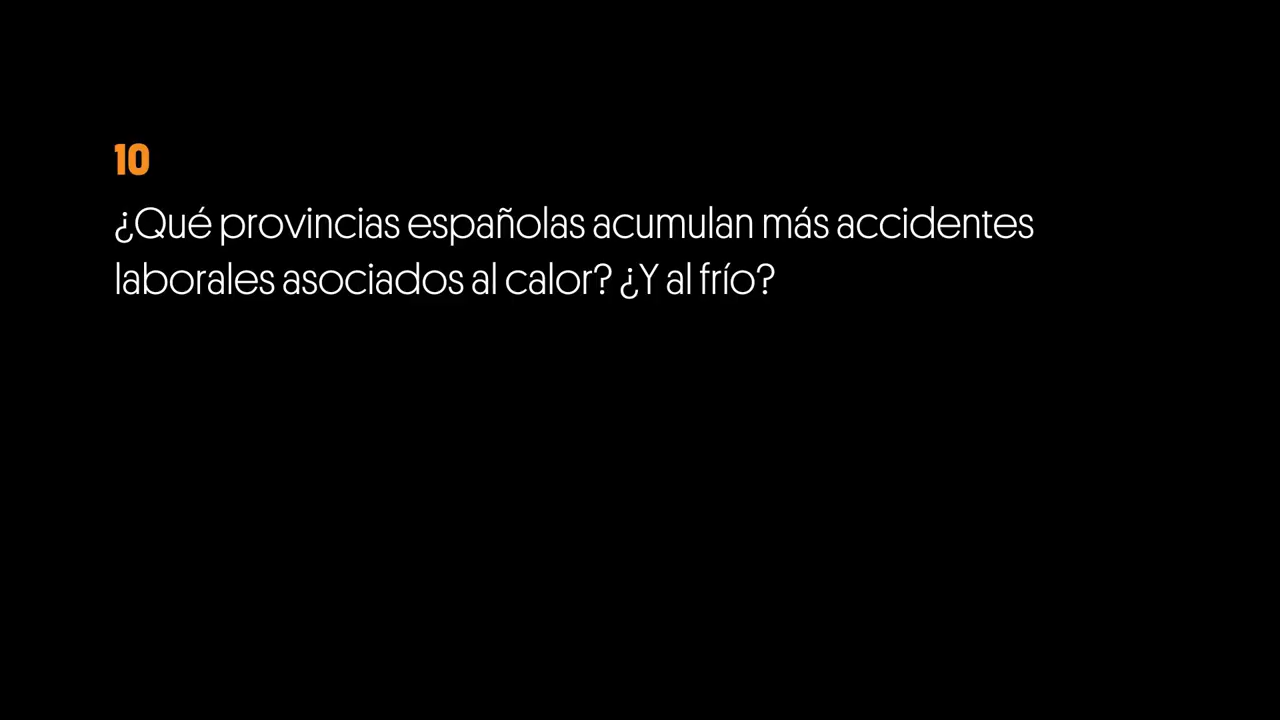 10
¿Qué provincias españolas acumulan más accidentes
laborales asociados al calor? ¿Y al frío?